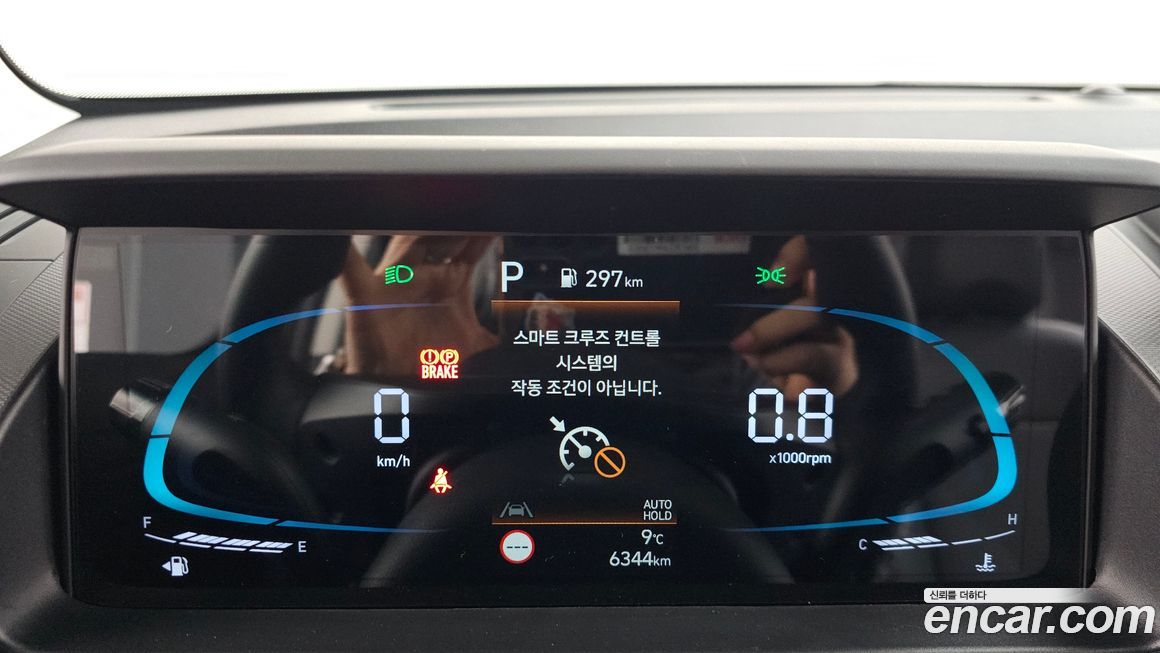 P
297km
스마트 크루즈 컨트롤
시스템의
작동 조건이 아닙니다.
P
BRAKE
0
km/h
0.8
x1000rpm
AUTO
HOLD
F
E
---
9℃
6344km
H
C
신뢰를 더하다
encar.com